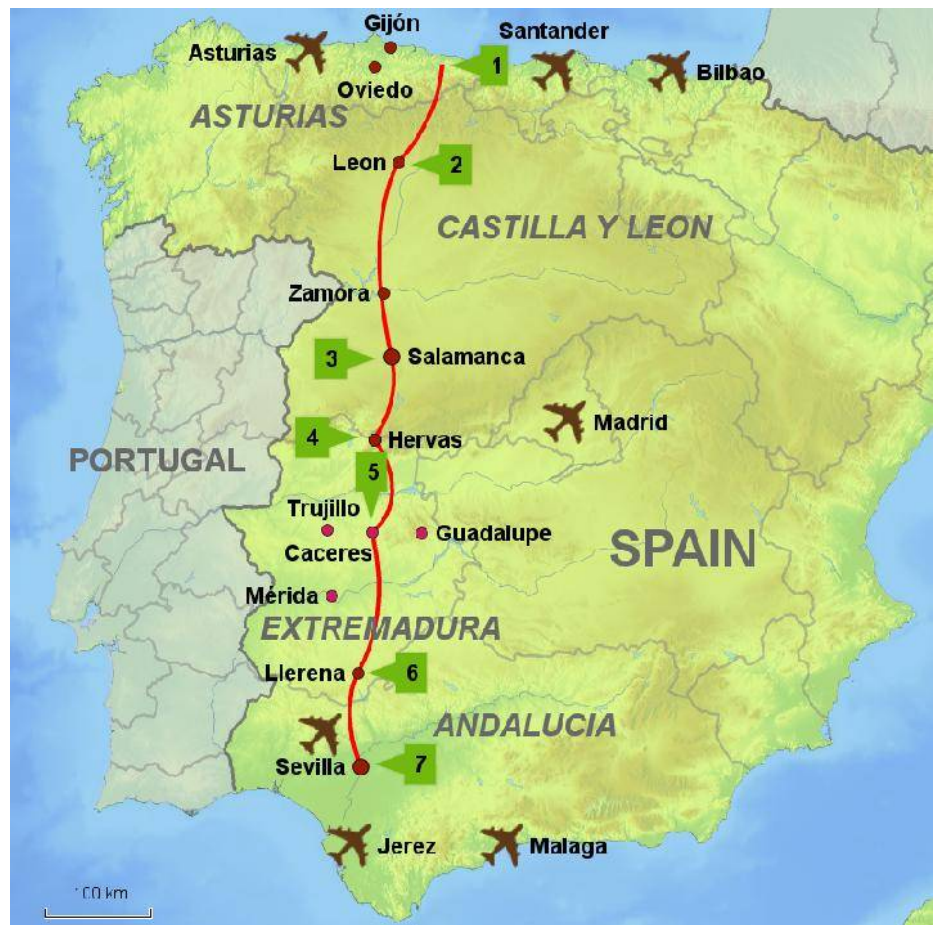 Gijón
Santander
Asturias
1
Bilbao
Oviedo
ASTURIAS
Leon
2
CASTILLA Y LEON
Zamora
3
Salamanca
Madrid
4
Hervas
PORTUGAL
5
Trujillo
Guadalupe
SPAIN
Caceres
Mérida
EXTREMADURA
Llerena
6
ANDALUCIA
Sevilla
7
Jerez
Malaga
100 km